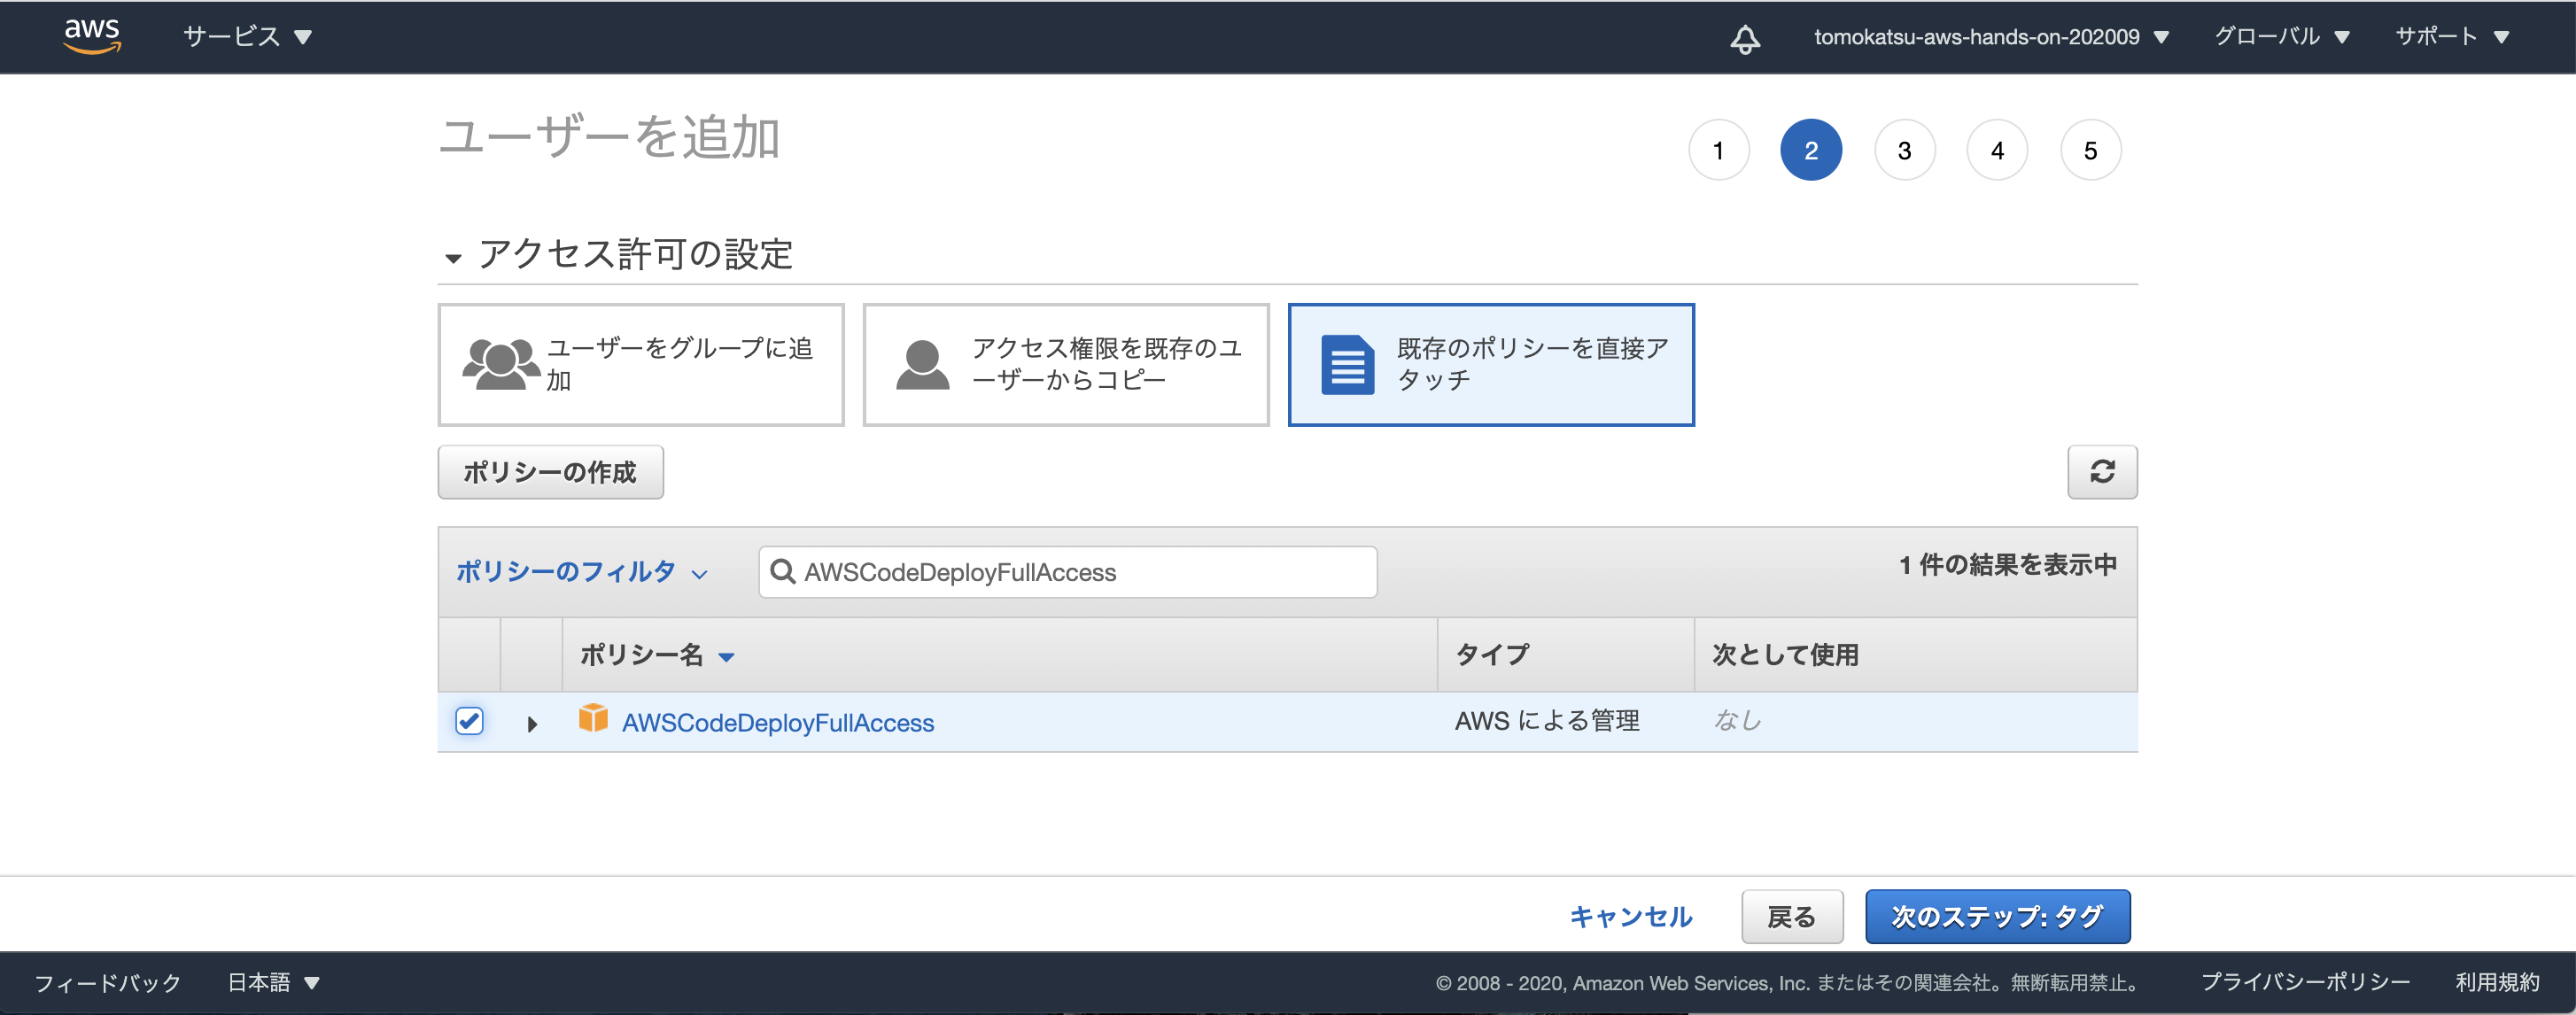 aws
サービス
tomokatsu-aws-hands-on-202009
グローバル
サポート
ユーザーを追加
1
2
3
4
5
アクセス許可の設定
ユーザーをグループに追
加
アクセス権限を既存のユ
ーザーからコピー
既存のポリシーを直接ア
タッチ
ポリシーの作成
ポリシーのフィルタ
AWSCodeDeployFullAccess
1 件の結果を表示中
ポリシー名
タイプ
次として使用
AWSCodeDeployFullAccess
AWS による管理
なし
キャンセル
戻る
次のステップ: タグ
フィードバック
日本語
© 2008 - 2020, Amazon Web Services, Inc. またはその関連会社。無断転用禁止。
プライバシーポリシー
利用規約